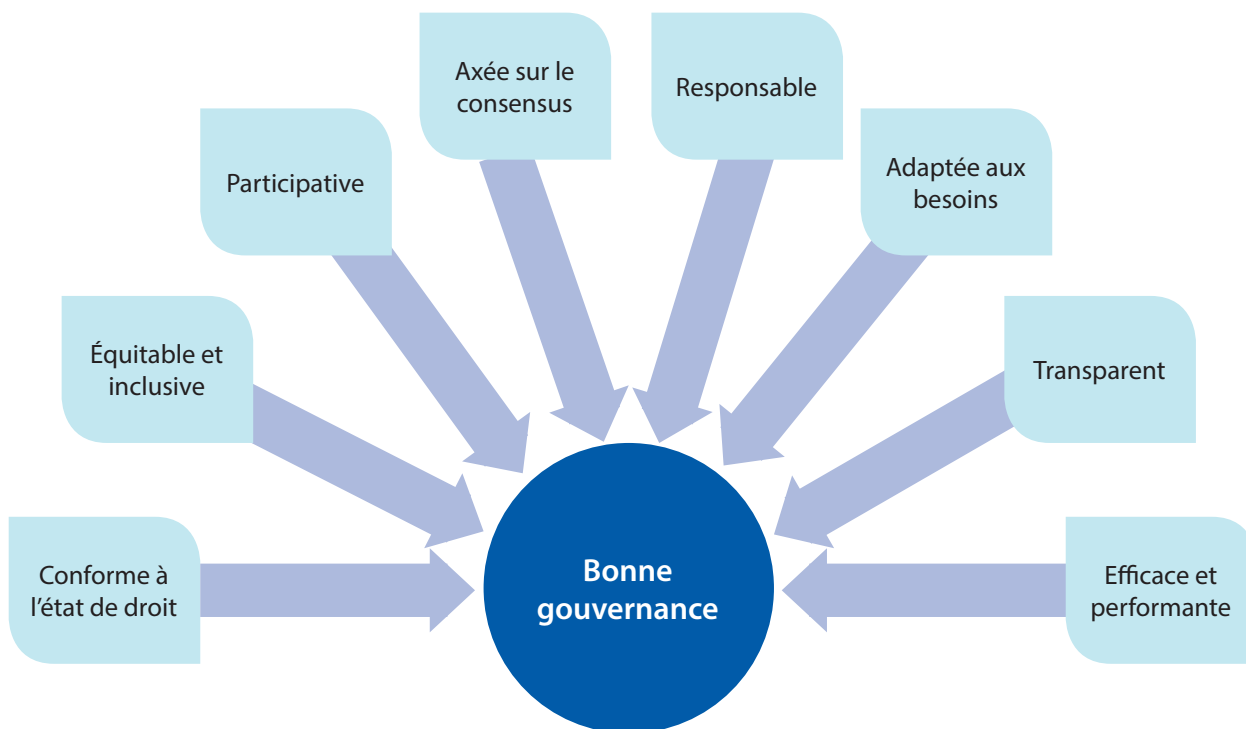 Axée sur le
consensus
Responsable
Participative
Adaptée aux
besoins
Équitable et
inclusive
Transparent
Conforme à
l’état de droit
Bonne
gouvernance
Efficace et
performante